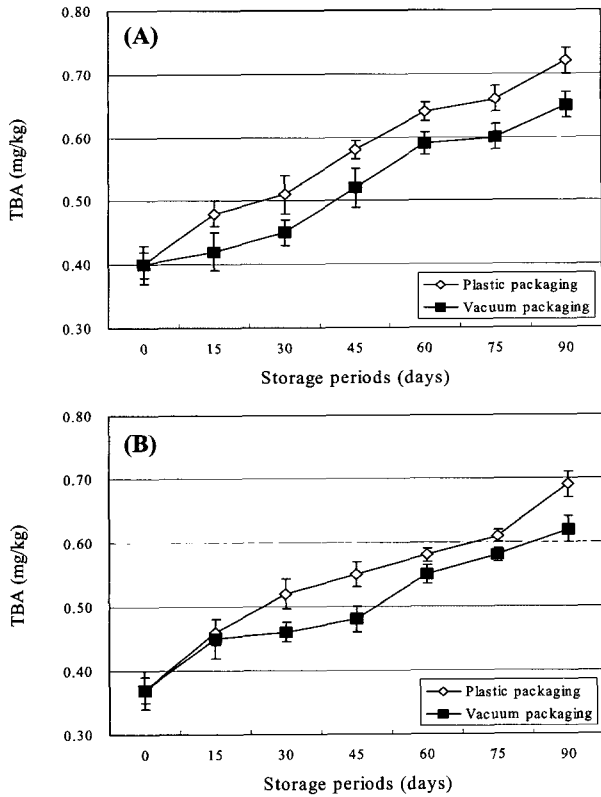 (A)
TBA (mg/kg)
0.80
0.70
0.60
0.50
0.40
0.30
Plastic packaging
Vacuum packaging
0 15 30 45 60 75 90
Storage periods (days)
(B)
TBA (mg/kg)
0.80
0.70
0.60
0.50
0.40
0.30
Plastic packaging
Vacuum packaging
0 15 30 45 60 75 90
Storage periods (days)